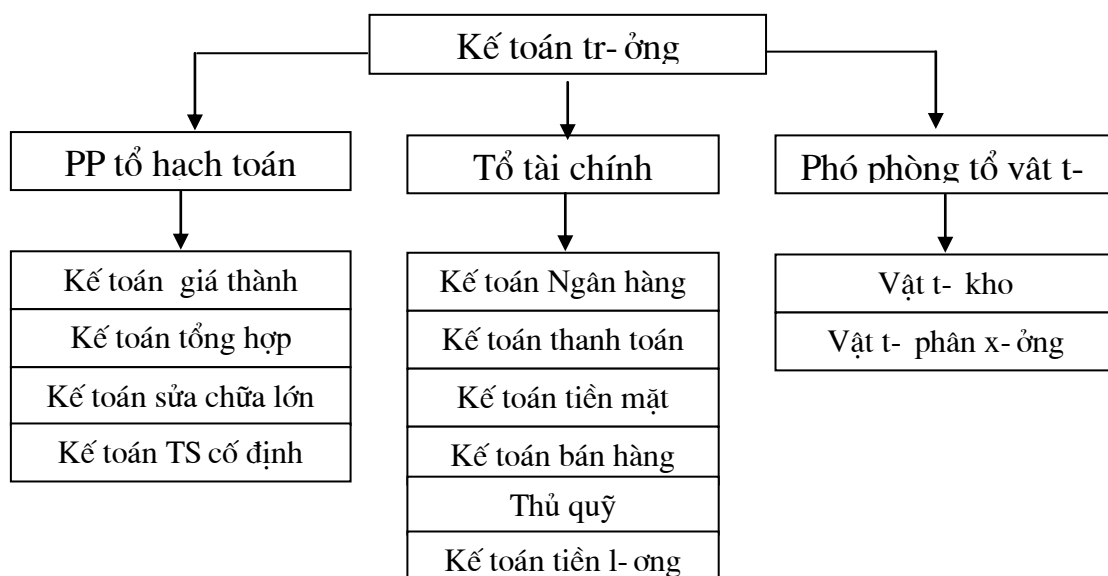 Kế toán tr- ởng
PP tổ hạch toán
Tổ tài chính
Phó phòng tổ vật t-
Kế toán giá thành
Kế toán tổng hợp
Kế toán sửa chữa lớn
Kế toán TS cố định
Kế toán Ngân hàng
Kế toán thanh toán
Kế toán tiền mặt
Kế toán bán hàng
Thủ quỹ
Kế toán tiền l- ơng
Vật t- kho
Vật t- phân x- ởng